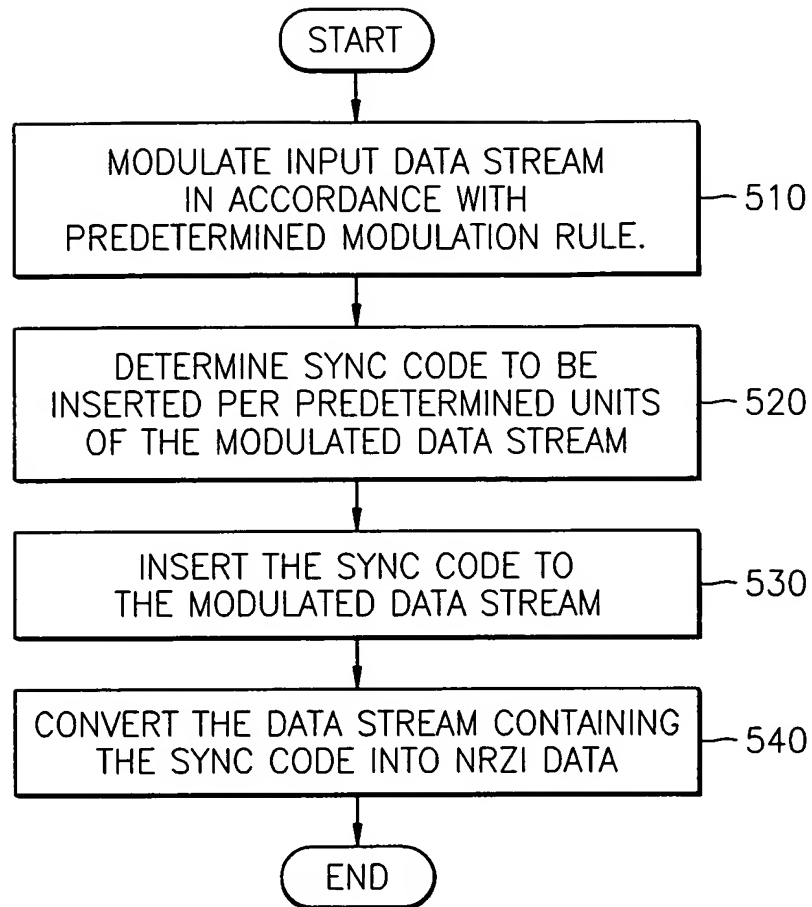 START
MODULATE INPUT DATA STREAM
IN ACCORDANCE WITH
PREDETERMINED MODULATION RULE.
510
DETERMINE SYNC CODE TO BE
INSERTED PER PREDETERMINED UNITS
OF THE MODULATED DATA STREAM
520
INSERT THE SYNC CODE TO
THE MODULATED DATA STREAM
530
CONVERT THE DATA STREAM CONTAINING
THE SYNC CODE INTO NRZI DATA
540
END